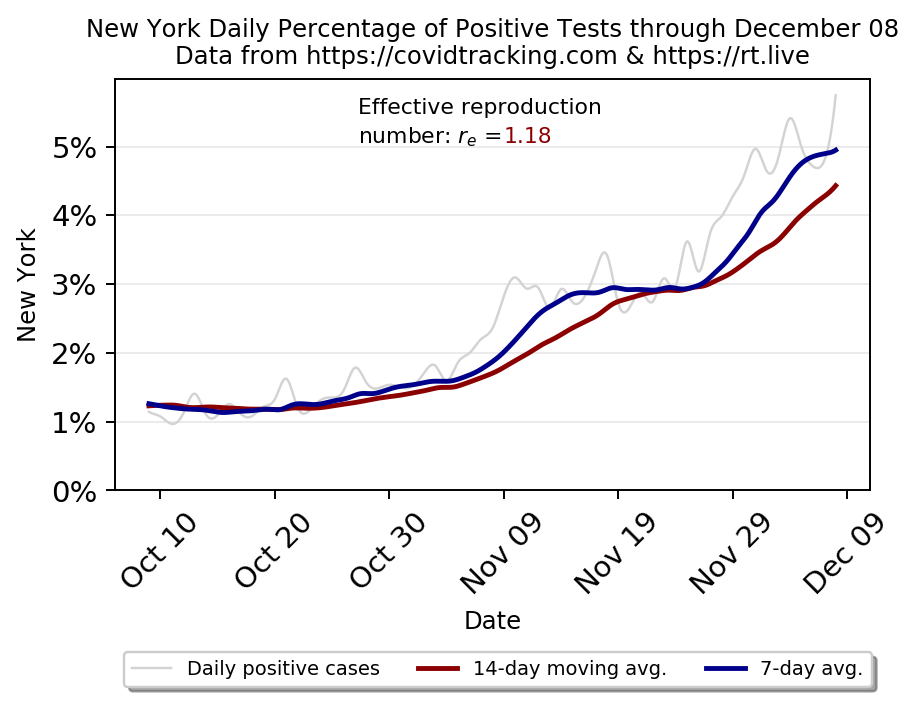 New York Daily Percentage of Positive Tests through December 08
Data from https://covidtracking.com & https://rt.live
Effective reproduction
number: rₑ =1.18
5%
4%
3%
2%
1%
0%
New York
Oct 10
Oct 20
Oct 30
Nov 09
Nov 19
Nov 29
Dec 09
Date
Daily positive cases
14-day moving avg.
7-day avg.